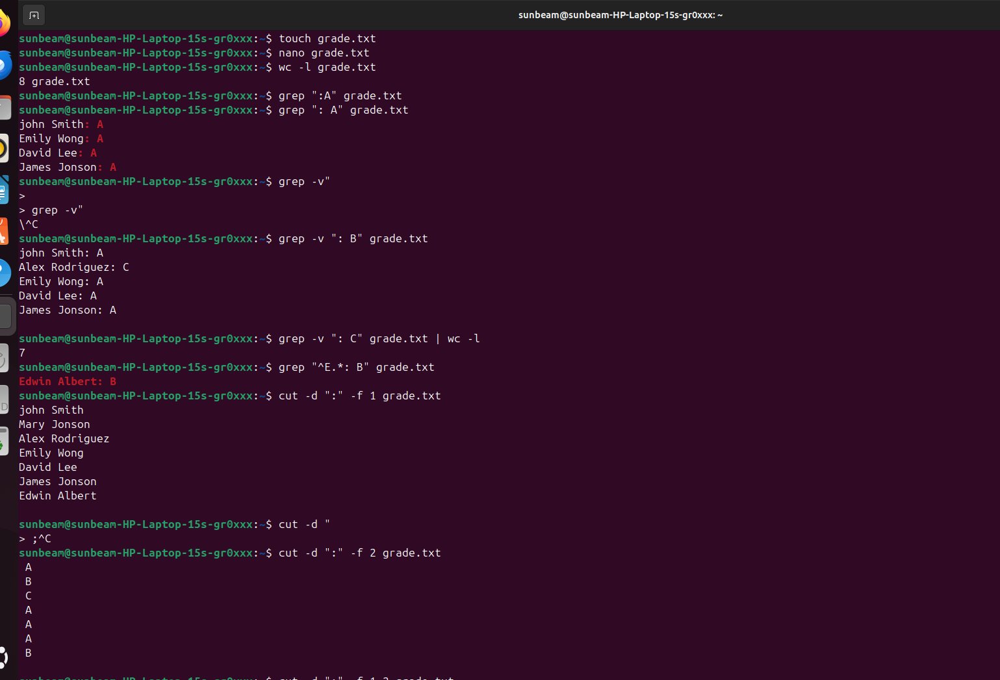 sunbeam@sunbeam-HP-Laptop-15s-gr0xxx: ~
sunbeam@sunbeam-HP-Laptop-15s-gr0xxx:~$ touch grade.txt
sunbeam@sunbeam-HP-Laptop-15s-gr0xxx:~$ nano grade.txt
sunbeam@sunbeam-HP-Laptop-15s-gr0xxx:~$ wc -l grade.txt
8 grade.txt
sunbeam@sunbeam-HP-Laptop-15s-gr0xxx:~$ grep ":A" grade.txt
sunbeam@sunbeam-HP-Laptop-15s-gr0xxx:~$ grep ": A" grade.txt
john Smith: A
Emily Wong: A
David Lee: A
James Jonson: A
sunbeam@sunbeam-HP-Laptop-15s-gr0xxx:~$ grep -v"
>
> grep -v"
\^C
sunbeam@sunbeam-HP-Laptop-15s-gr0xxx:~$ grep -v ": B" grade.txt
john Smith: A
Alex Rodriguez: C
Emily Wong: A
David Lee: A
James Jonson: A
sunbeam@sunbeam-HP-Laptop-15s-gr0xxx:~$ grep -v ": C" grade.txt | wc -l
7
sunbeam@sunbeam-HP-Laptop-15s-gr0xxx:~$ grep "^E.*: B" grade.txt
Edwin Albert: B
sunbeam@sunbeam-HP-Laptop-15s-gr0xxx:~$ cut -d ":" -f 1 grade.txt
john Smith
Mary Jonson
Alex Rodriguez
Emily Wong
David Lee
James Jonson
Edwin Albert
sunbeam@sunbeam-HP-Laptop-15s-gr0xxx:~$ cut -d "
> ;^C
sunbeam@sunbeam-HP-Laptop-15s-gr0xxx:~$ cut -d ":" -f 2 grade.txt
A
B
C
A
A
A
B